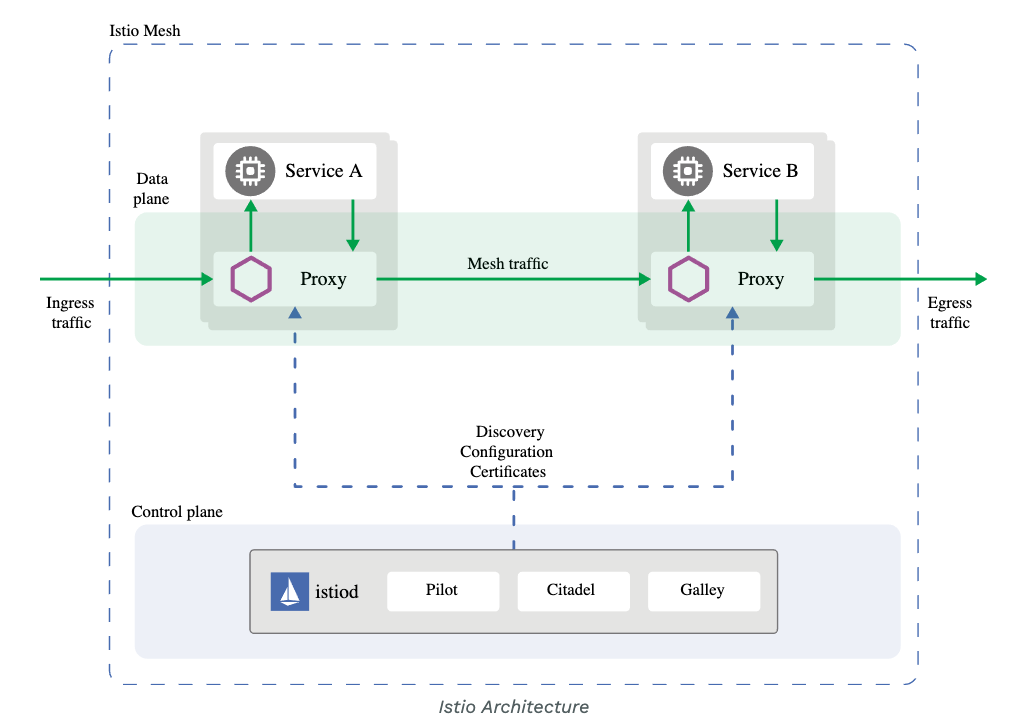 Istio Mesh
Data
plane
Service A
Service B
Proxy
Mesh traffic
Proxy
Ingress
traffic
Egress
traffic
Discovery
Configuration
Certificates
Control plane
istiod
Pilot
Citadel
Galley
Istio Architecture